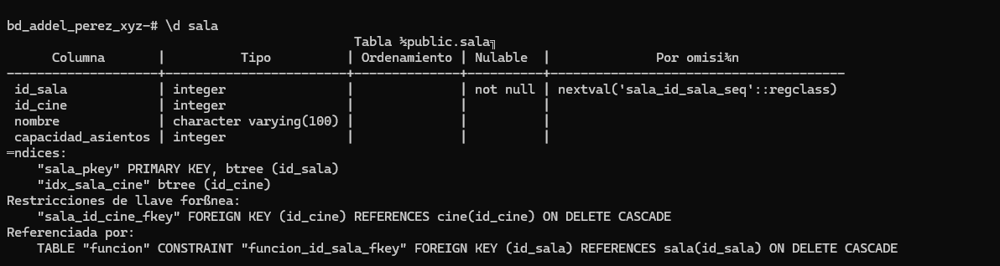 bd_addel_perez_xyz-# \d sala
Tabla ½public.sala╗
Columna | Tipo | Ordenamiento | Nulable | Por omisi¾n
--------------------+------------------------+--------------+----------+---------------------------------------
id_sala | integer | | not null | nextval('sala_id_sala_seq'::regclass)
id_cine | integer | | |
nombre | character varying(100) | | |
capacidad_asientos | integer | | |
═ndices:
"sala_pkey" PRIMARY KEY, btree (id_sala)
"idx_sala_cine" btree (id_cine)
Restricciones de llave forßnea:
"sala_id_cine_fkey" FOREIGN KEY (id_cine) REFERENCES cine(id_cine) ON DELETE CASCADE
Referenciada por:
TABLE "funcion" CONSTRAINT "funcion_id_sala_fkey" FOREIGN KEY (id_sala) REFERENCES sala(id_sala) ON DELETE CASCADE